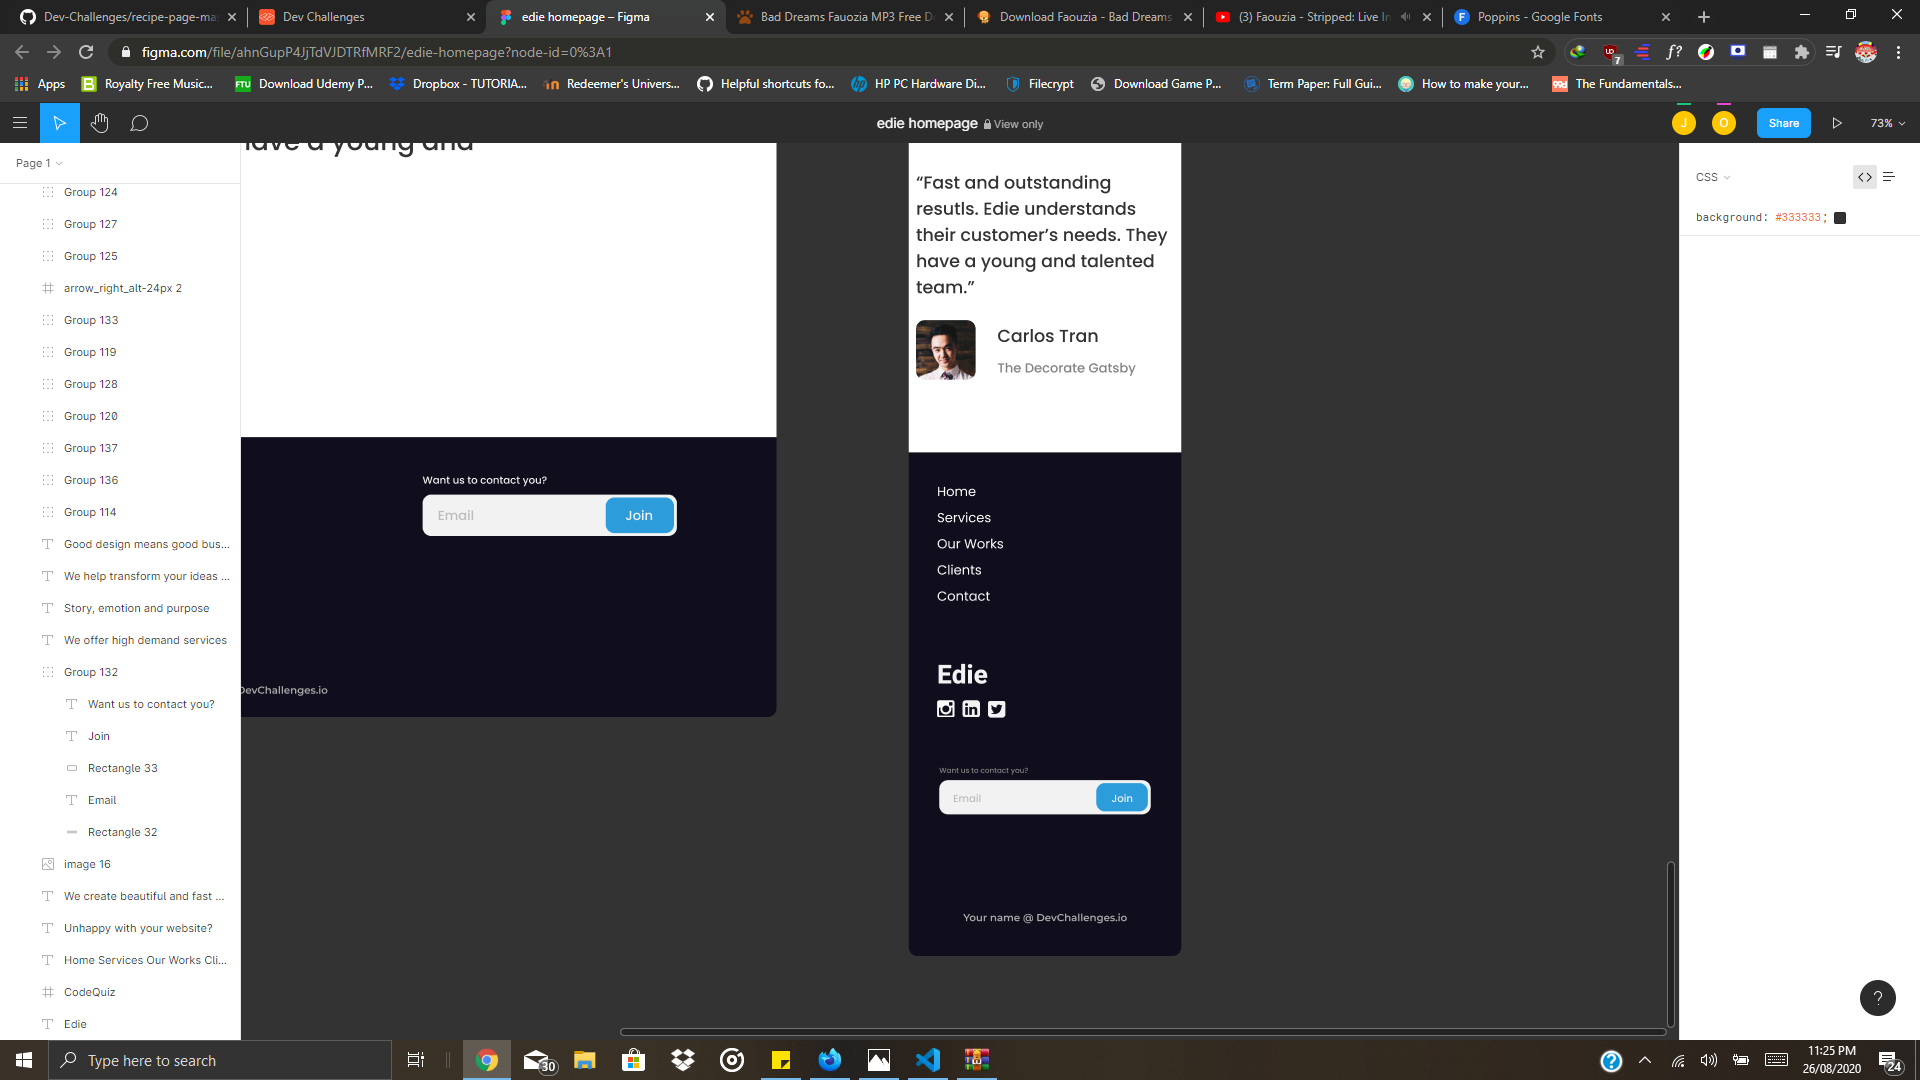 Dev-Challenges/recipe-page-mas
Dev Challenges
edie homepage – Figma
Bad Dreams Fauozia MP3 Free D
Download Faouzia - Bad Dreams
(3) Faouzia - Stripped: Live In
Poppins - Google Fonts
figma.com/file/ahnGupP4JjTdVJDTRfMRF2/edie-homepage?node-id=0%3A1
f?
7
Apps
Royalty Free Music...
FTU
Download Udemy P...
Dropbox - TUTORIA...
Redeemer's Univers...
Helpful shortcuts fo...
HP PC Hardware Di...
Filecrypt
Download Game P...
Term Paper: Full Gui...
How to make your...
The Fundamentals...
edie homepage View only
J
O
Share
73%
Page 1
Group 124
Group 127
Group 125
arrow_right_alt-24px 2
Group 133
Group 119
Group 128
Group 120
Group 137
Group 136
Group 114
Good design means good bus...
We help transform your ideas ...
Story, emotion and purpose
We offer high demand services
Group 132
Want us to contact you?
Join
Rectangle 33
Email
Rectangle 32
image 16
We create beautiful and fast ...
Unhappy with your website?
Home Services Our Works Cli...
CodeQuiz
Edie
have a young and
Want us to contact you?
Email
Join
DevChallenges.io
“Fast and outstanding
resutls. Edie understands
their customer’s needs. They
have a young and talented
team.”
Carlos Tran
The Decorate Gatsby
Home
Services
Our Works
Clients
Contact
Edie
Want us to contact you?
Email
Join
Your name @ DevChallenges.io
CSS
background: #333333;
?
Type here to search
30
11:25 PM
26/08/2020
24